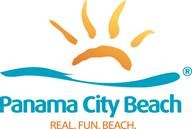 ®
Panama City Beach
REAL. FUN. BEACH.